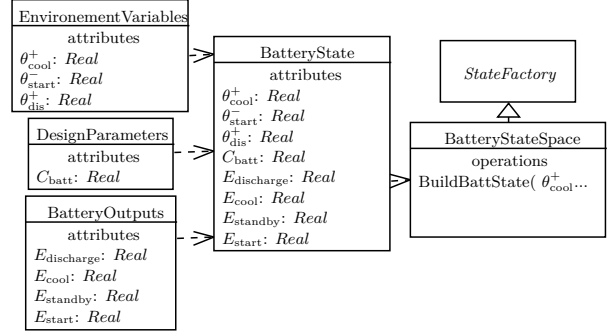 EnvironementVariables
attributes
θ⁺cool: Real
θ⁻start: Real
θ⁺dis: Real
DesignParameters
attributes
Cbatt: Real
BatteryOutputs
attributes
Edischarge: Real
Ecool: Real
Estandby: Real
Estart: Real
BatteryState
attributes
θ⁺cool: Real
θ⁻start: Real
θ⁺dis: Real
Cbatt: Real
Edischarge: Real
Ecool: Real
Estandby: Real
Estart: Real
StateFactory
BatteryStateSpace
operations
BuildBattState( θ⁺cool...